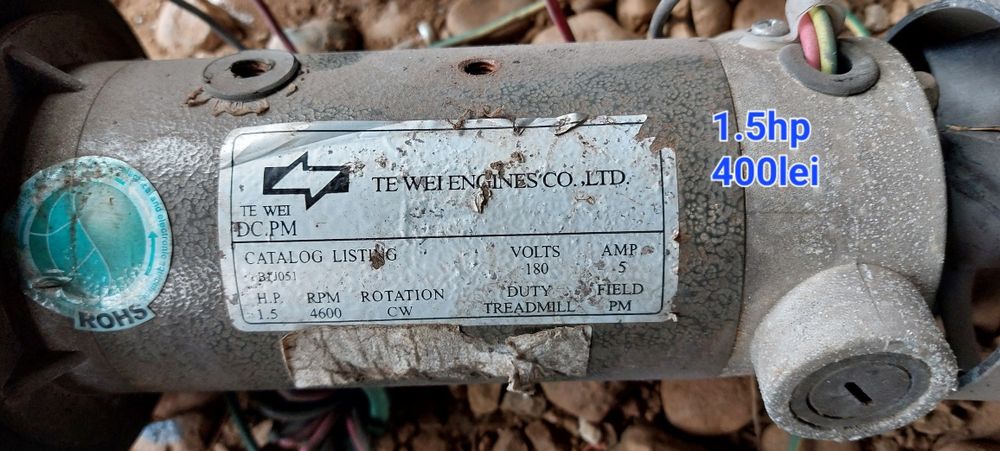 1.5hp
400lei
TE WEI ENGINES CO.,LTD.
TE WEI
DC.PM
CATALOG LISTING VOLTS AMP
BTJ051 180 5
H.P. RPM ROTATION DUTY FIELD
1.5 4600 CW TREADMILL PM
ROHS